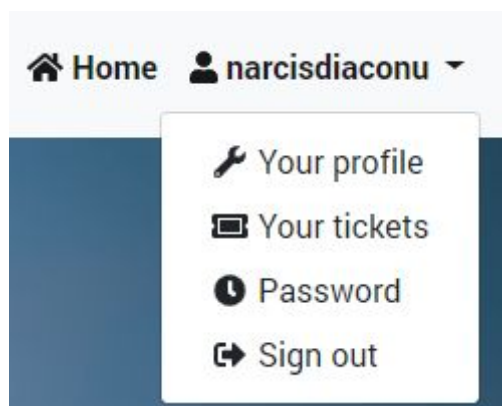 Home narcisdiaconu
Your profile
Your tickets
Password
Sign out